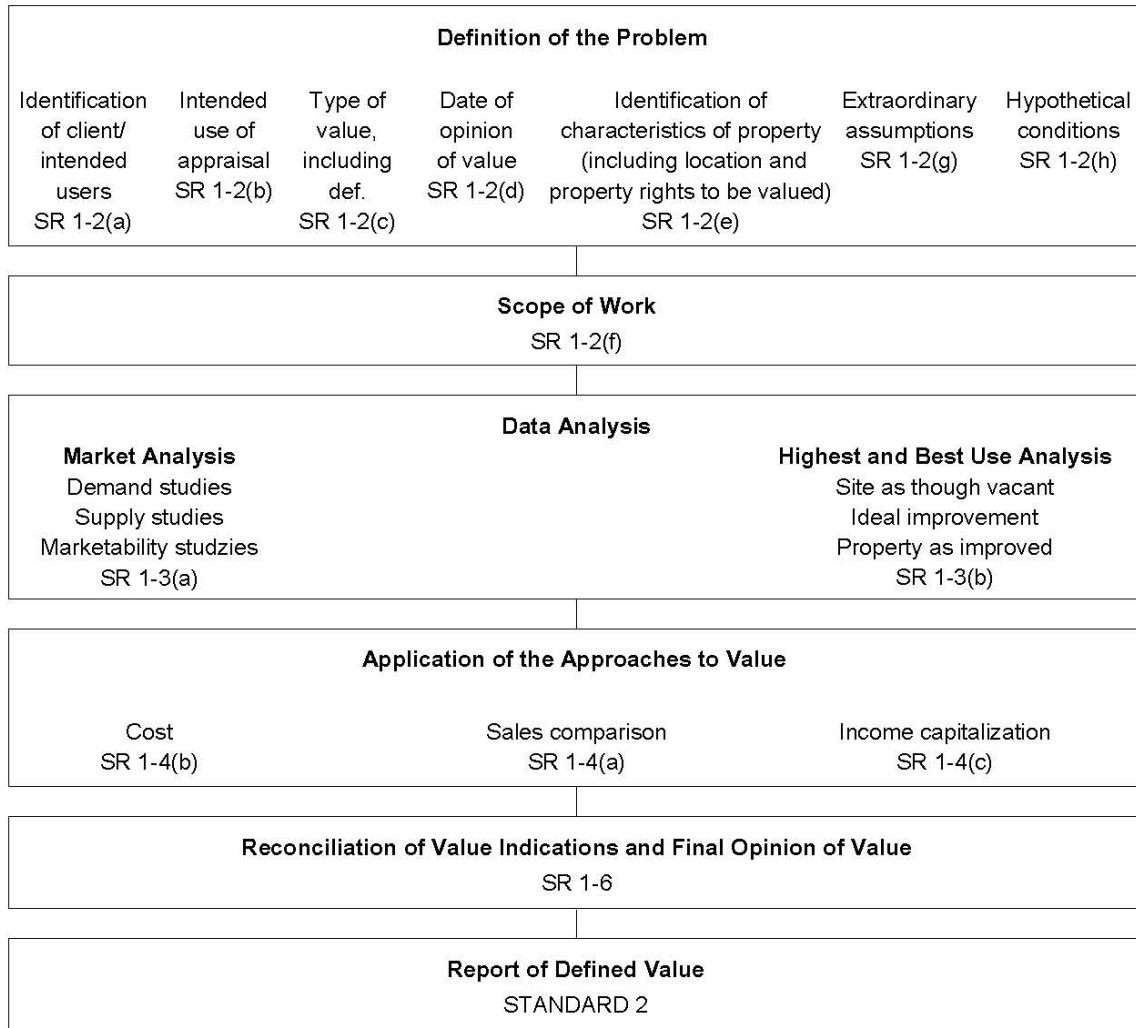 Definition of the Problem
Identification
of client/
intended
users
SR 1-2(a)
Intended
use of
appraisal
SR 1-2(b)
Type of
value,
including
def.
SR 1-2(c)
Date of
opinion
of value
SR 1-2(d)
Identification of
characteristics of property
(including location and
property rights to be valued)
SR 1-2(e)
Extraordinary
assumptions
SR 1-2(g)
Hypothetical
conditions
SR 1-2(h)
Scope of Work
SR 1-2(f)
Data Analysis
Market Analysis
Demand studies
Supply studies
Marketability studzies
SR 1-3(a)
Highest and Best Use Analysis
Site as though vacant
Ideal improvement
Property as improved
SR 1-3(b)
Application of the Approaches to Value
Cost
SR 1-4(b)
Sales comparison
SR 1-4(a)
Income capitalization
SR 1-4(c)
Reconciliation of Value Indications and Final Opinion of Value
SR 1-6
Report of Defined Value
STANDARD 2